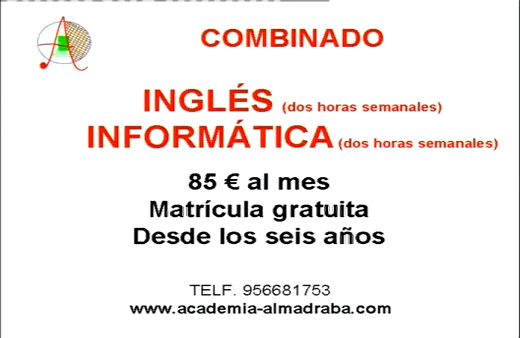 COMBINADO
INGLÉS (dos horas semanales)
INFORMÁTICA (dos horas semanales)
85 € al mes
Matrícula gratuita
Desde los seis años
TELF. 956681753
www.academia-almadraba.com